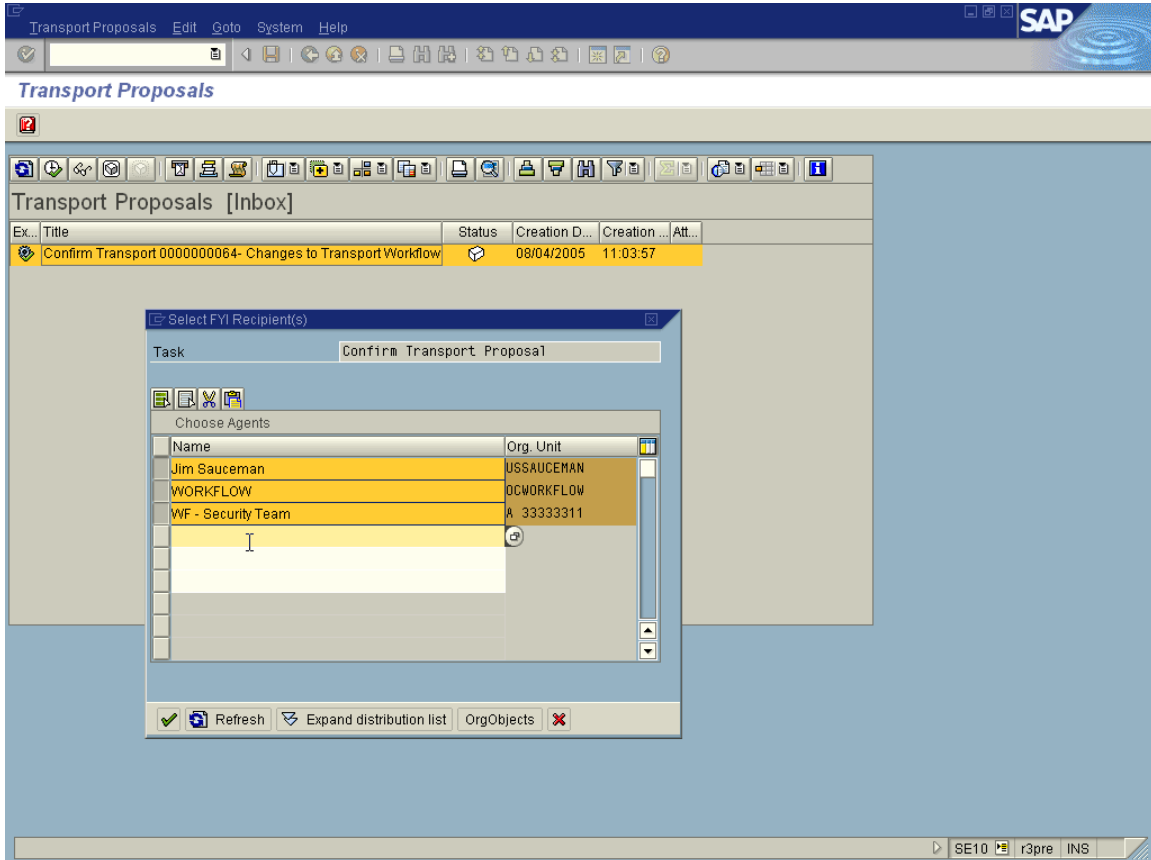 Transport Proposals Edit Goto System Help
SAP
Transport Proposals
Transport Proposals [Inbox]
Ex... Title Status Creation D... Creation ... Att...
Confirm Transport 0000000064- Changes to Transport Workflow 08/04/2005 11:03:57
Select FYI Recipient(s)
Task Confirm Transport Proposal
Choose Agents
Name Org. Unit
Jim Sauceman USSAUCEMAN
WORKFLOW OCWORKFLOW
WF - Security Team A 33333311
Refresh Expand distribution list OrgObjects
SE10 r3pre INS